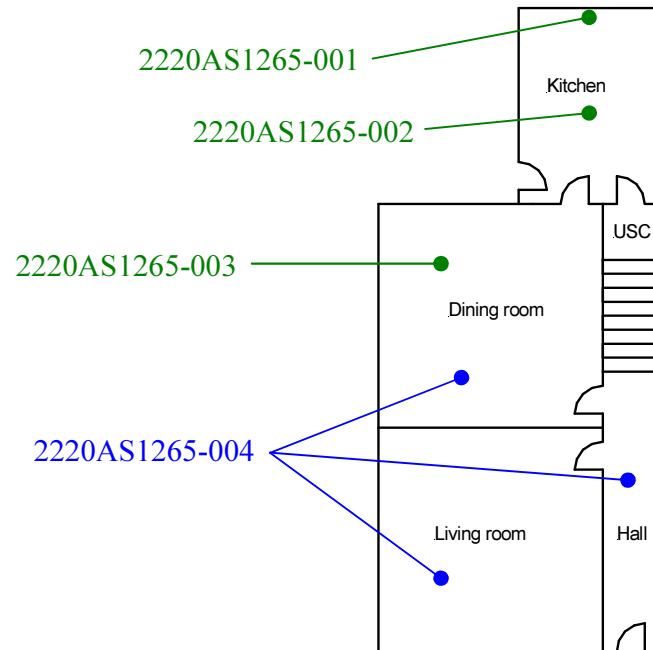 2220AS1265-001
Kitchen
2220AS1265-002
USC
2220AS1265-003
Dining room
2220AS1265-004
Living room
Hall